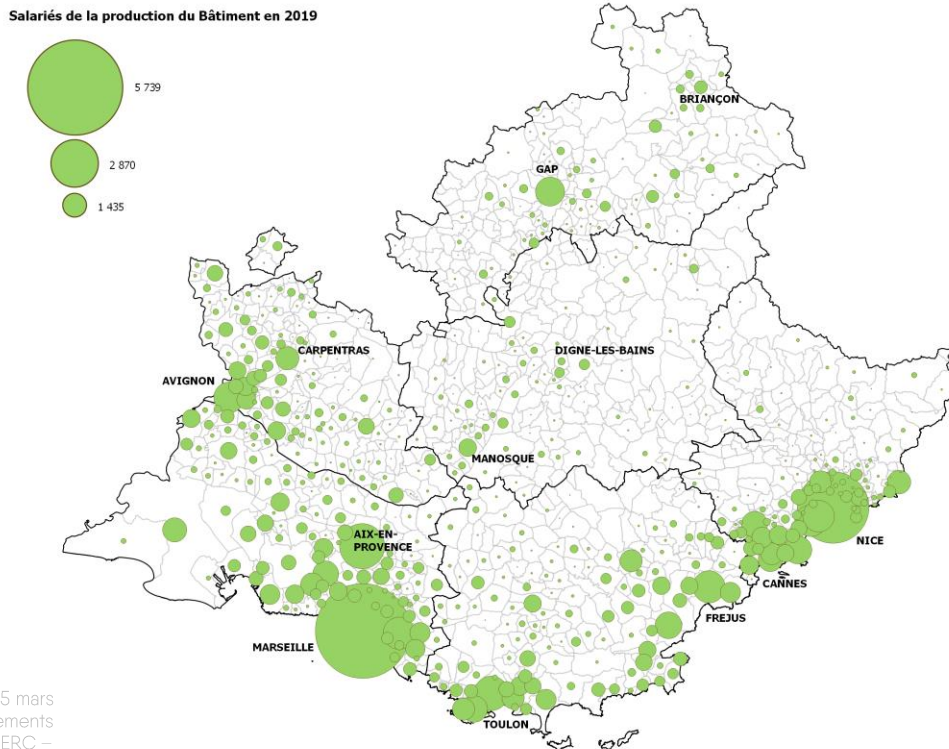 Salariés de la production du Bâtiment en 2019
5 739
2 870
1 435
BRIANÇON
GAP
CARPENTRAS
DIGNE-LES-BAINS
AVIGNON
MANOSQUE
AIX-EN-
PROVENCE
NICE
CANNES
FREJUS
MARSEILLE
TOULON
5 mars
ements
ERC –